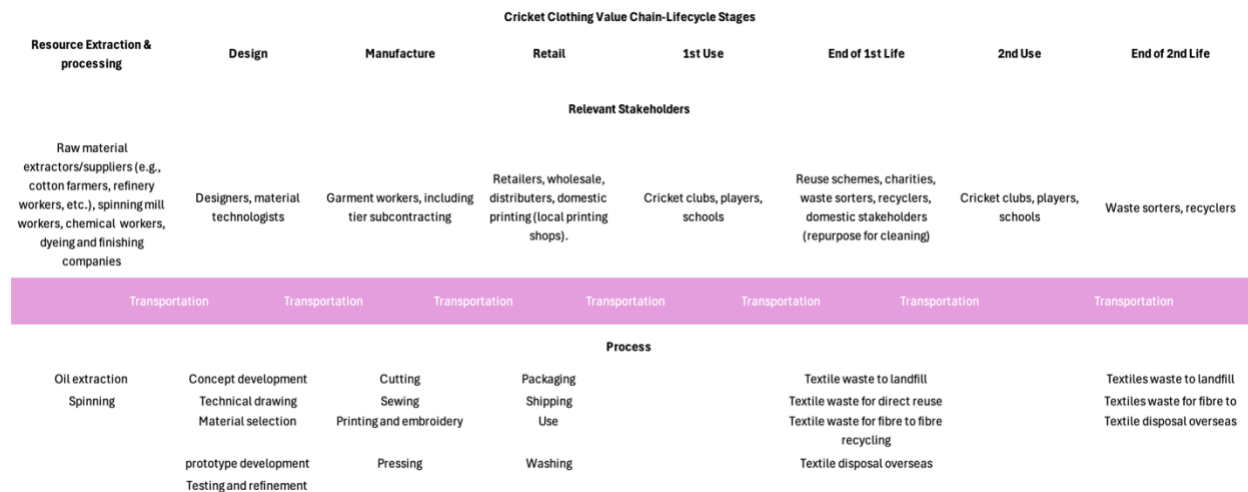 Cricket Clothing Value Chain-Lifecycle Stages
Resource Extraction &
processing
Design
Manufacture
Retail
1st Use
End of 1st Life
2nd Use
End of 2nd Life
Relevant Stakeholders
Raw material
extractors/suppliers (e.g.,
cotton farmers, refinery
workers, etc.), spinning mill
workers, chemical workers,
dyeing and finishing
companies
Designers, material
technologists
Garment workers, including
tier subcontracting
Retailers, wholesale,
distributers, domestic
printing (local printing
shops).
Cricket clubs, players,
schools
Reuse schemes, charities,
waste sorters, recyclers,
domestic stakeholders
(repurpose for cleaning)
Cricket clubs, players,
schools
Waste sorters, recyclers
Transportation Transportation Transportation Transportation Transportation Transportation Transportation
Process
Oil extraction Concept development Cutting Packaging Textile waste to landfill Textiles waste to landfill
Spinning Technical drawing Sewing Shipping Textile waste for direct reuse Textiles waste for fibre to
Material selection Printing and embroidery Use Textile waste for fibre to fibre Textile disposal overseas
recycling
prototype development Pressing Washing Textile disposal overseas
Testing and refinement